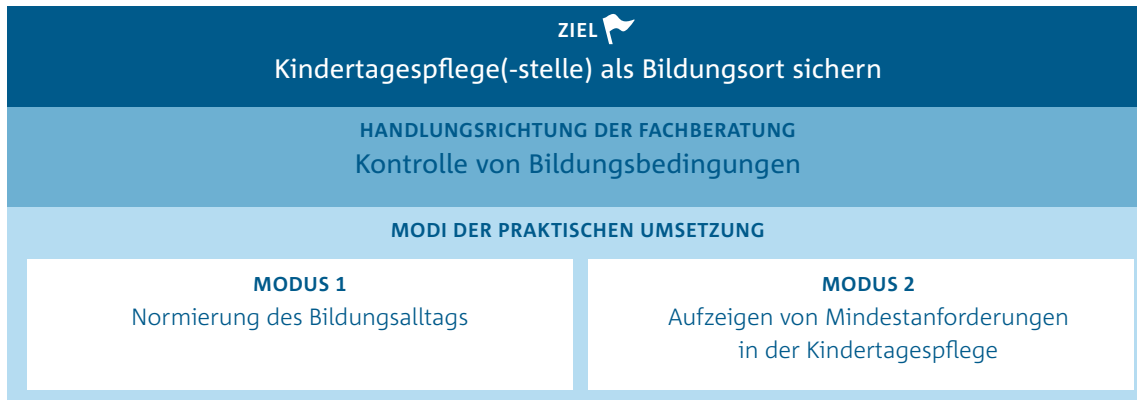 ZIEL
Kindertagespflege(-stelle) als Bildungsort sichern
HANDLUNGSRICHTUNG DER FACHBERATUNG
Kontrolle von Bildungsbedingungen
MODI DER PRAKTISCHEN UMSETZUNG
MODUS 1
Normierung des Bildungsalltags
MODUS 2
Aufzeigen von Mindestanforderungen
in der Kindertagespflege